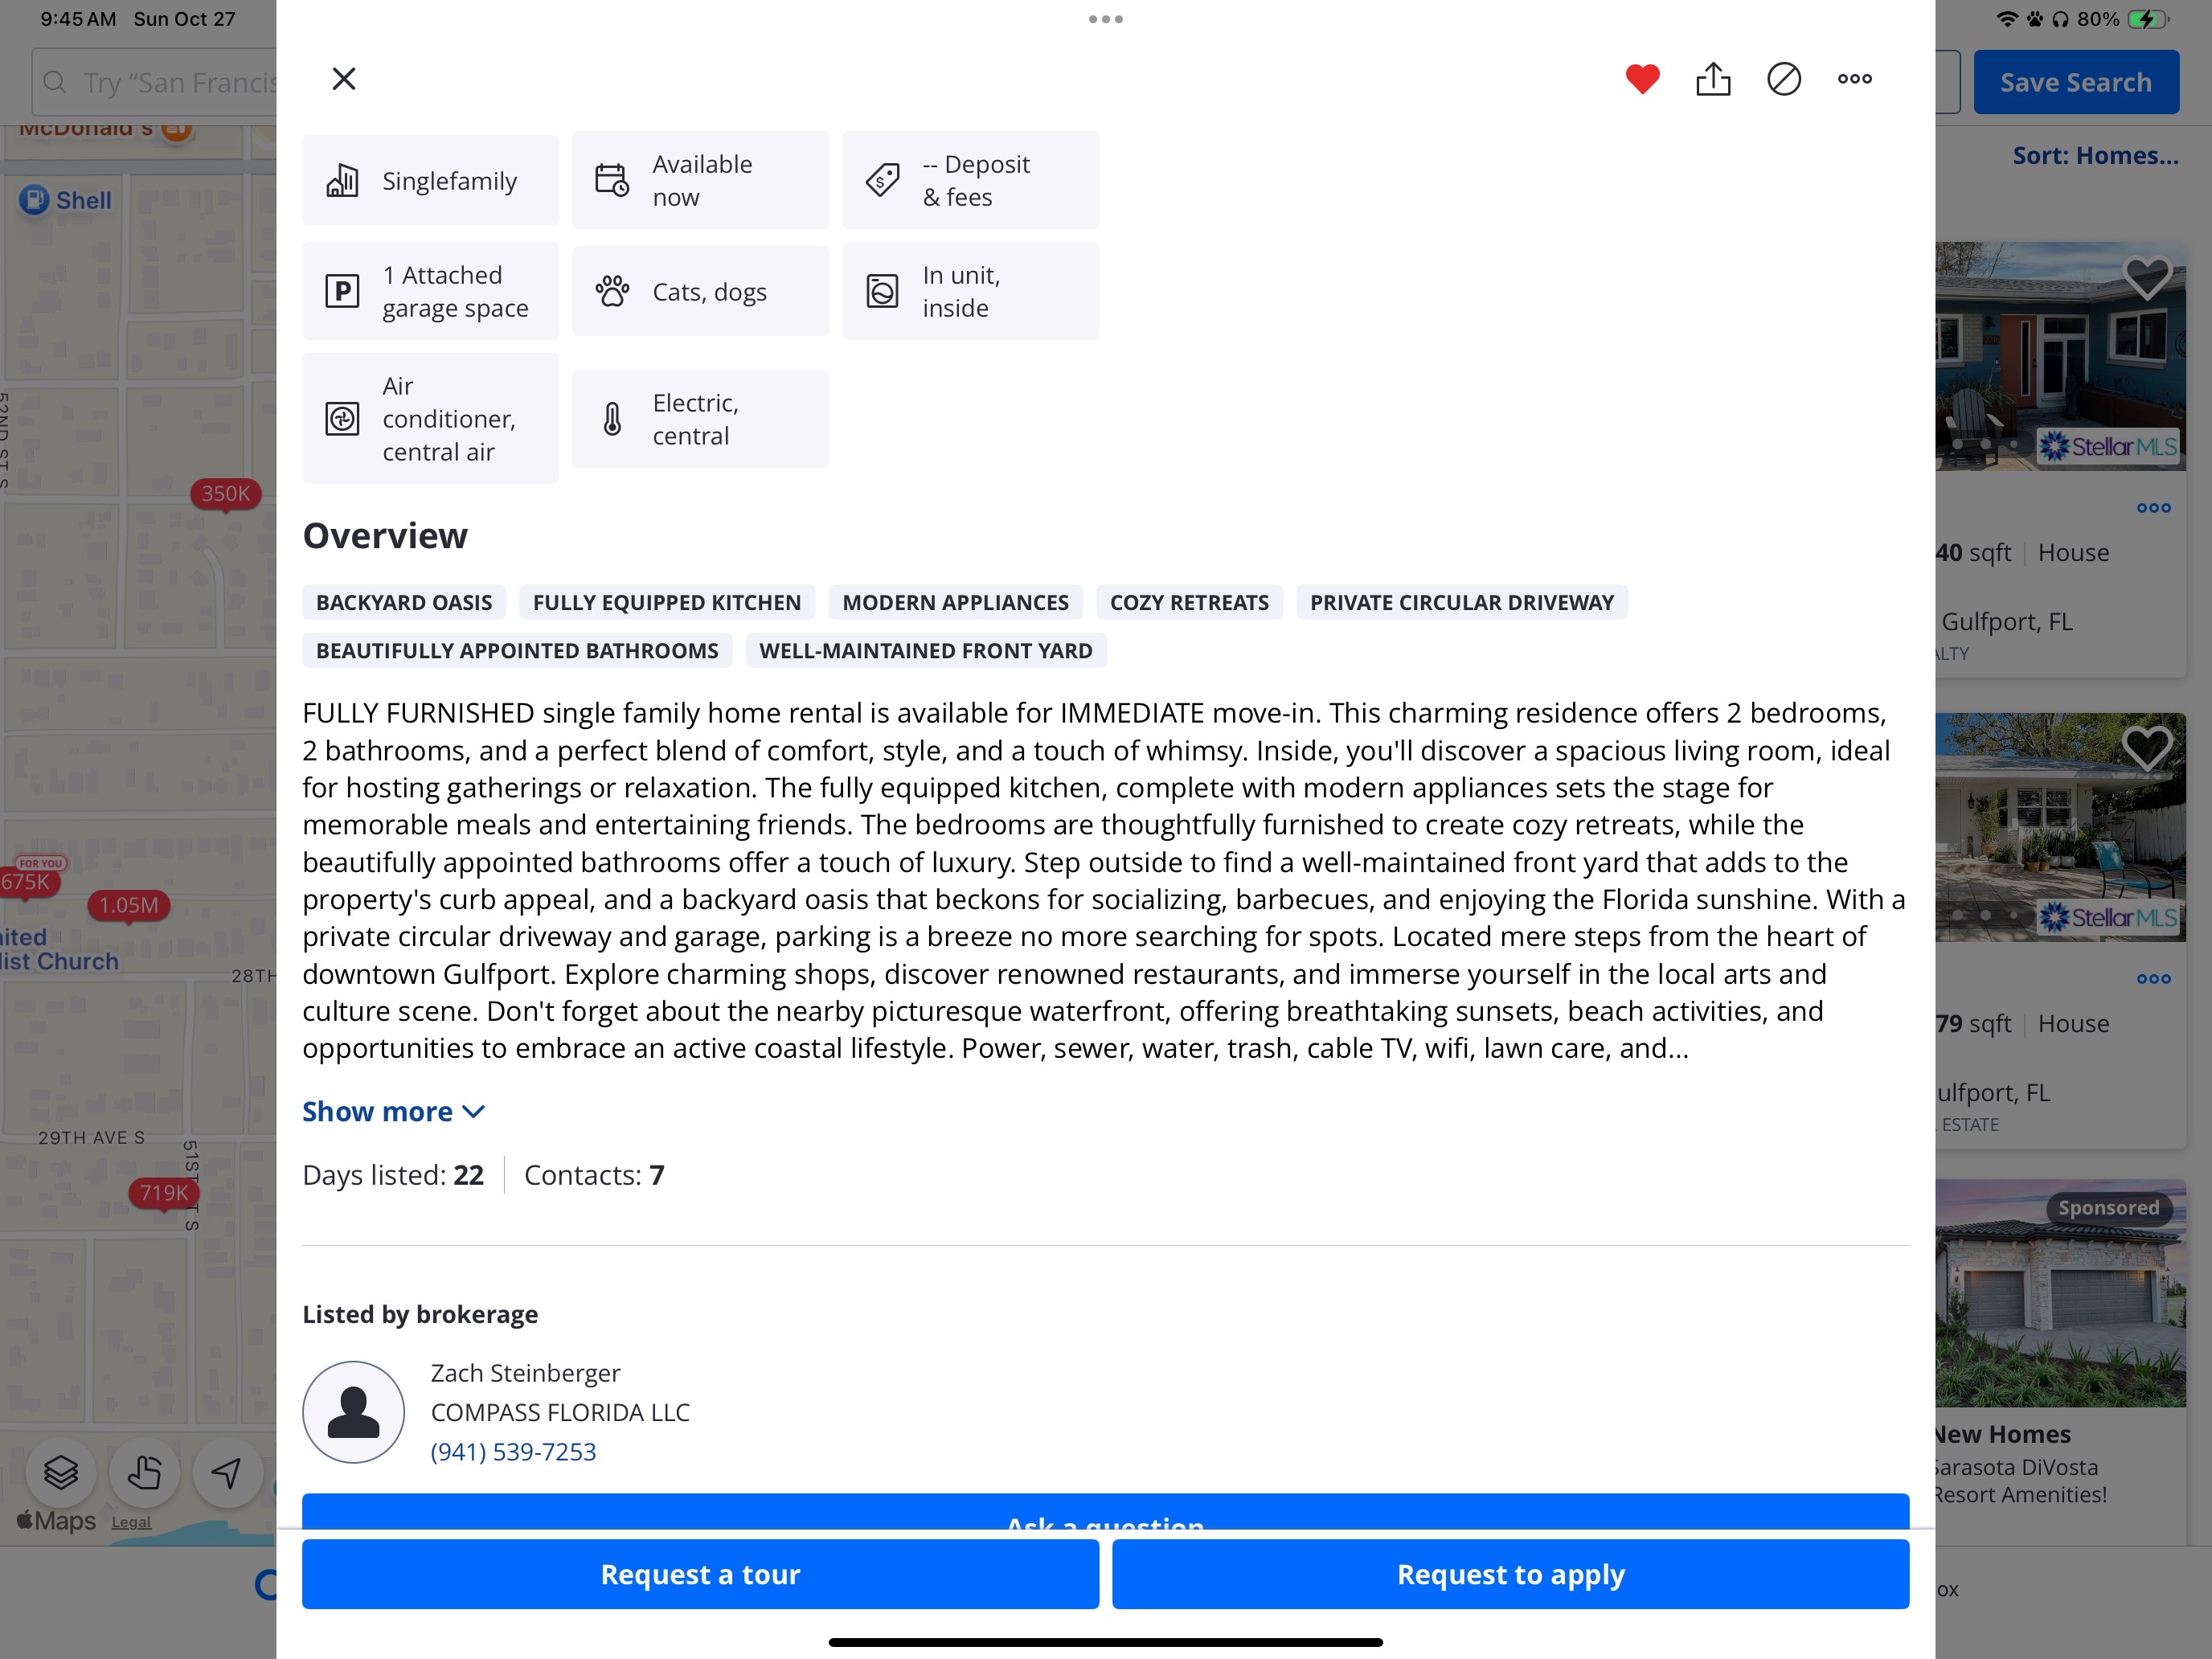 9:45 AM Sun Oct 27
80%
Try “San Francis
Save Search
Sort: Homes...
McDonald's
Shell
52ND ST S
350K
FOR YOU
675K
1.05M
ited
list Church
28TH
29TH AVE S
51ST ST S
719K
Maps Legal
Singlefamily
Available
now
-- Deposit
& fees
1 Attached
garage space
Cats, dogs
In unit,
inside
Air
conditioner,
central air
Electric,
central
Overview
BACKYARD OASIS FULLY EQUIPPED KITCHEN MODERN APPLIANCES COZY RETREATS PRIVATE CIRCULAR DRIVEWAY
BEAUTIFULLY APPOINTED BATHROOMS WELL-MAINTAINED FRONT YARD
FULLY FURNISHED single family home rental is available for IMMEDIATE move-in. This charming residence offers 2 bedrooms,
2 bathrooms, and a perfect blend of comfort, style, and a touch of whimsy. Inside, you'll discover a spacious living room, ideal
for hosting gatherings or relaxation. The fully equipped kitchen, complete with modern appliances sets the stage for
memorable meals and entertaining friends. The bedrooms are thoughtfully furnished to create cozy retreats, while the
beautifully appointed bathrooms offer a touch of luxury. Step outside to find a well-maintained front yard that adds to the
property's curb appeal, and a backyard oasis that beckons for socializing, barbecues, and enjoying the Florida sunshine. With a
private circular driveway and garage, parking is a breeze no more searching for spots. Located mere steps from the heart of
downtown Gulfport. Explore charming shops, discover renowned restaurants, and immerse yourself in the local arts and
culture scene. Don't forget about the nearby picturesque waterfront, offering breathtaking sunsets, beach activities, and
opportunities to embrace an active coastal lifestyle. Power, sewer, water, trash, cable TV, wifi, lawn care, and...
Show more
Days listed: 22 Contacts: 7
Listed by brokerage
Zach Steinberger
COMPASS FLORIDA LLC
(941) 539-7253
Ask a question
Request a tour
Request to apply
StellarMLS
40 sqft | House
Gulfport, FL
ALTY
StellarMLS
79 sqft | House
ulfport, FL
ESTATE
Sponsored
New Homes
Sarasota DiVosta
Resort Amenities!
ox